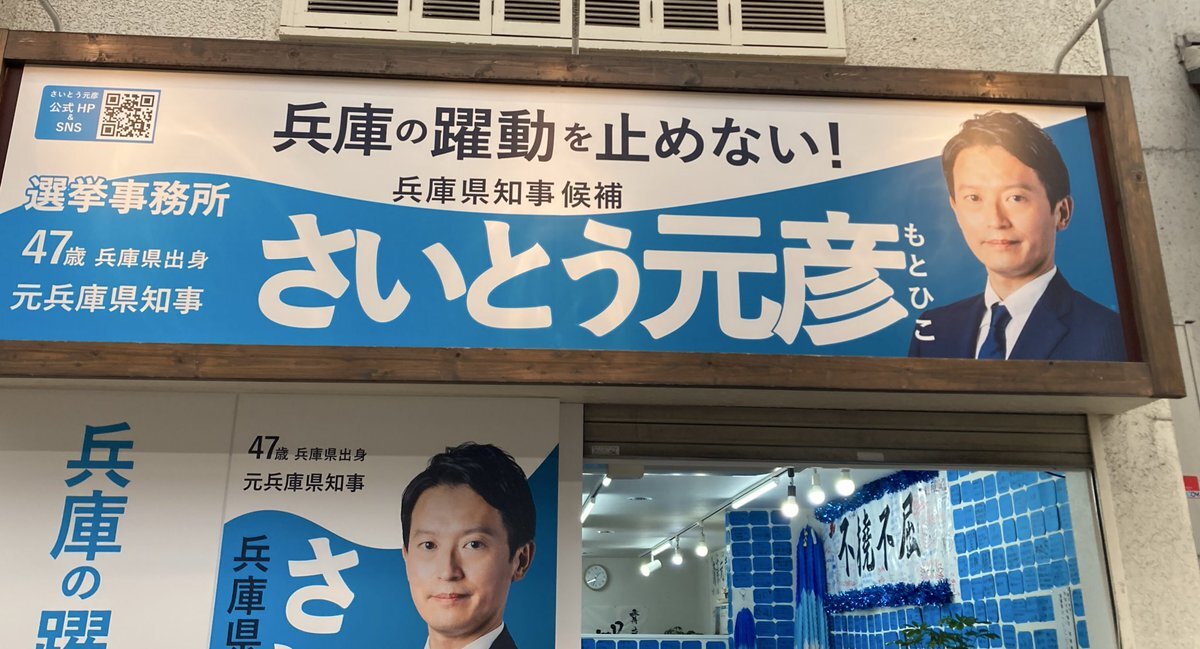 さいとう元彦
公式HP
&
SNS
兵庫の躍動を止めない!
選挙事務所
兵庫県知事候補
47歳 兵庫県出身
元兵庫県知事
さいとう元彦
もとひこ
兵庫の躍
47歳 兵庫県出身
元兵庫県知事
兵庫県
さ
不撓不屈